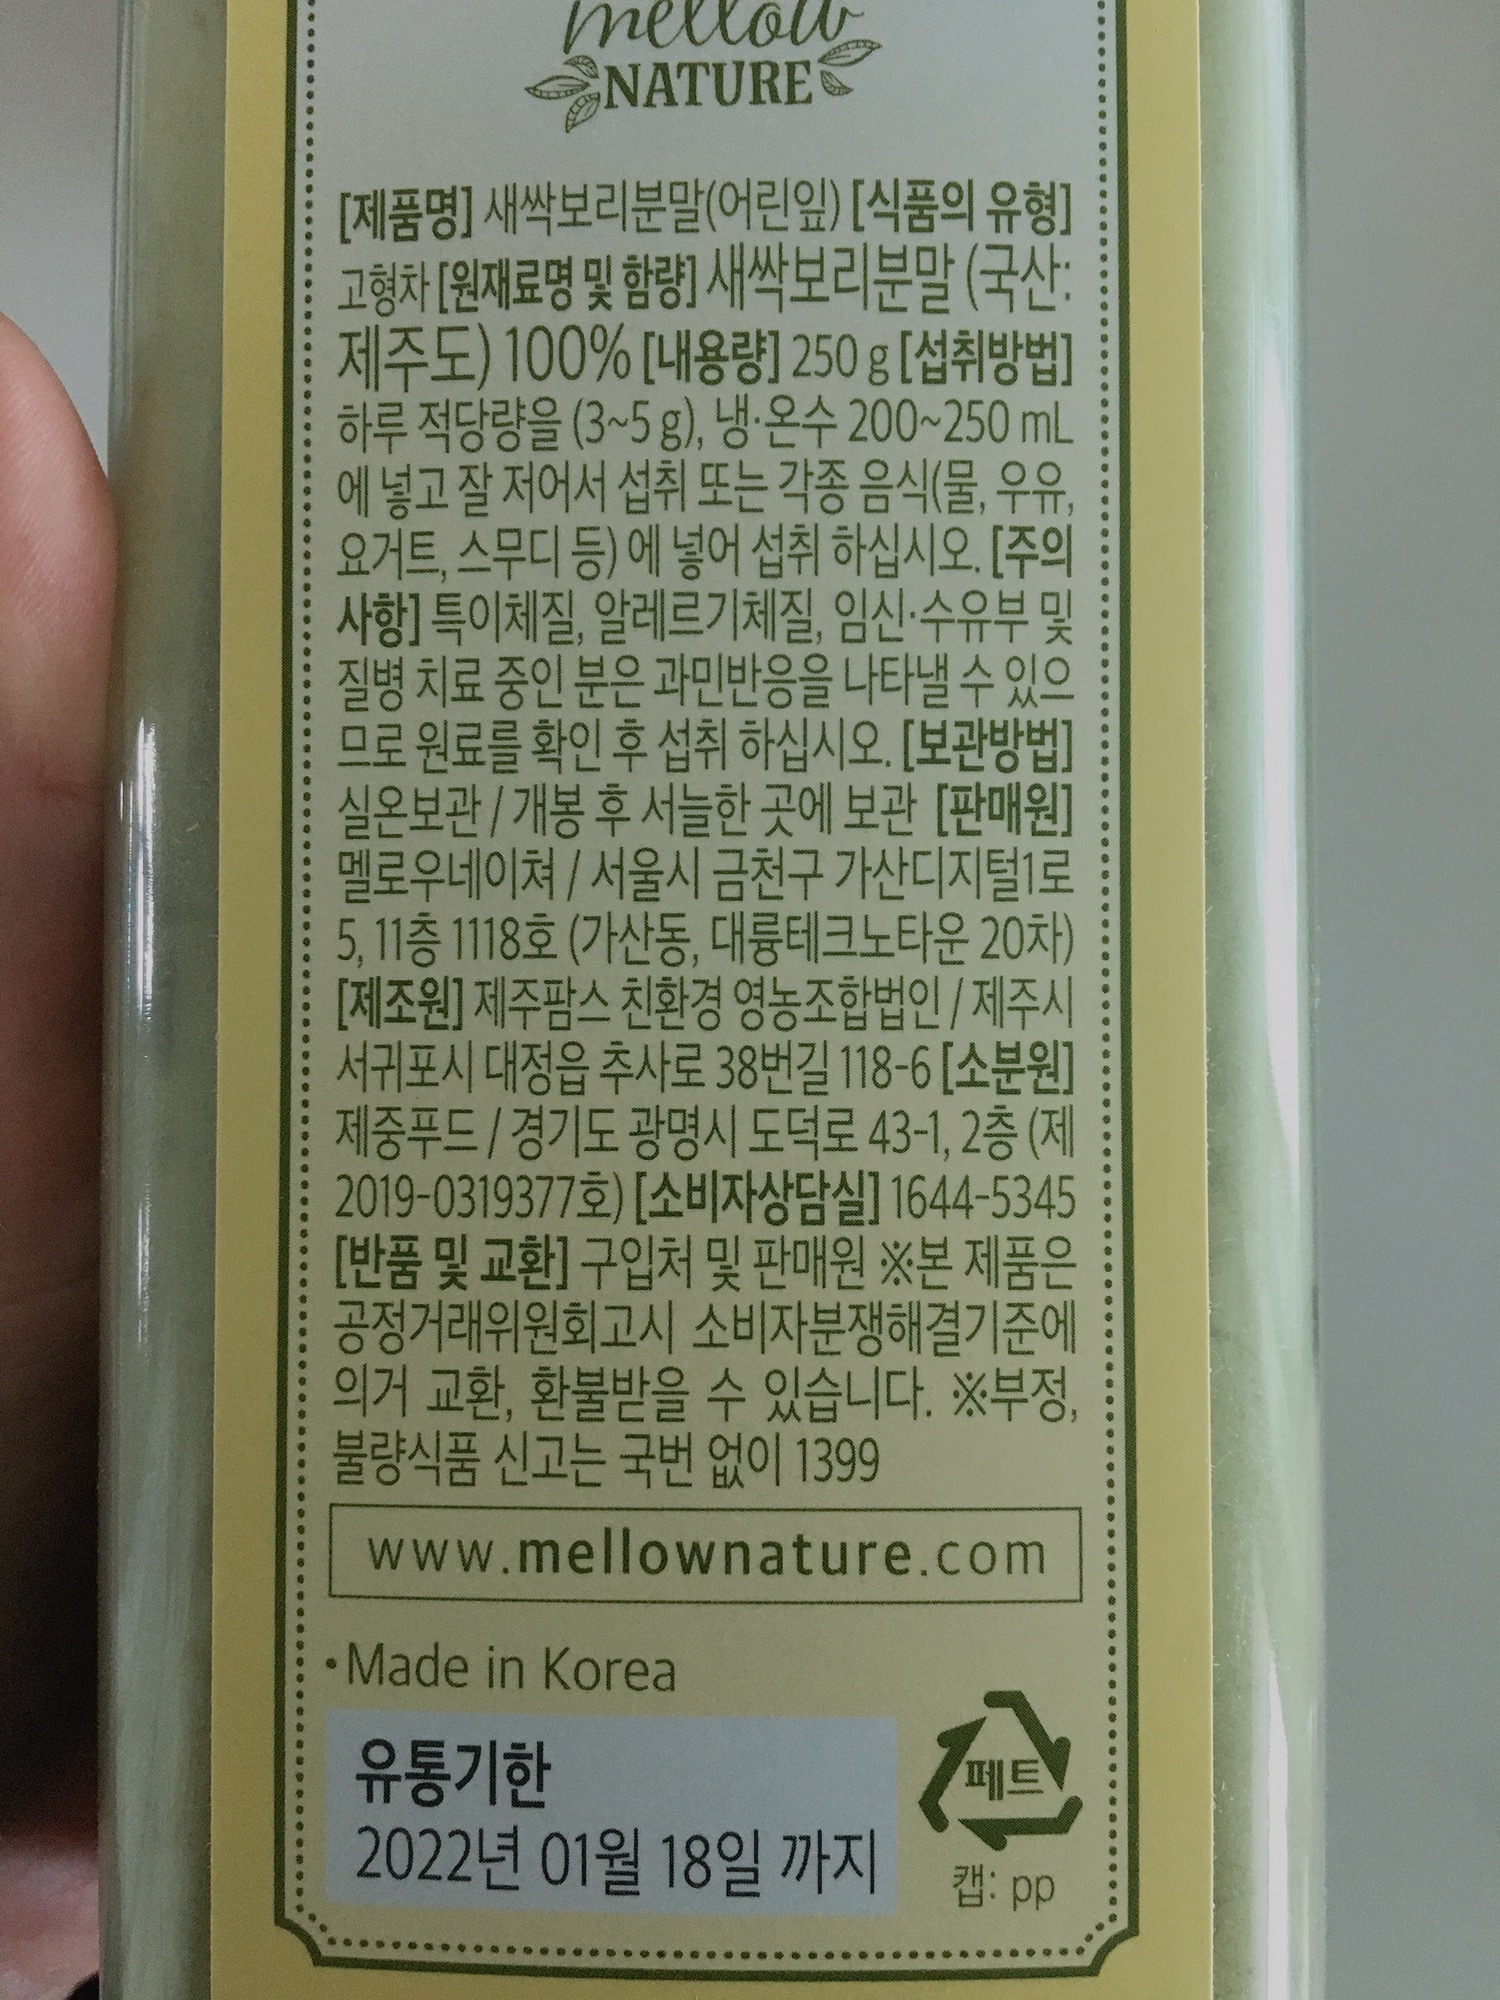 mellow
NATURE
[제품명] 새싹보리분말(어린잎) [식품의 유형]
고형차 [원재료명 및 함량] 새싹보리분말 (국산:
제주도) 100% [내용량] 250 g [섭취방법]
하루 적당량을 (3~5 g), 냉·온수 200~250 mL
에 넣고 잘 저어서 섭취 또는 각종 음식(물, 우유,
요거트, 스무디 등) 에 넣어 섭취 하십시오. [주의
사항] 특이체질, 알레르기체질, 임신·수유부 및
질병 치료 중인 분은 과민반응을 나타낼 수 있으
므로 원료를 확인 후 섭취 하십시오. [보관방법]
실온보관 / 개봉 후 서늘한 곳에 보관 [판매원]
멜로우네이쳐 / 서울시 금천구 가산디지털1로
5, 11층 1118호 (가산동, 대륭테크노타운 20차)
[제조원] 제주팜스 친환경 영농조합법인 / 제주시
서귀포시 대정읍 추사로 38번길 118-6 [소분원]
제중푸드 / 경기도 광명시 도덕로 43-1, 2층 (제
2019-0319377호) [소비자상담실] 1644-5345
[반품 및 교환] 구입처 및 판매원 ※본 제품은
공정거래위원회고시 소비자분쟁해결기준에
의거 교환, 환불받을 수 있습니다. ※부정,
불량식품 신고는 국번 없이 1399
www.mellownature.com
•Made in Korea
유통기한
2022년 01월 18일 까지
페트
캡: pp